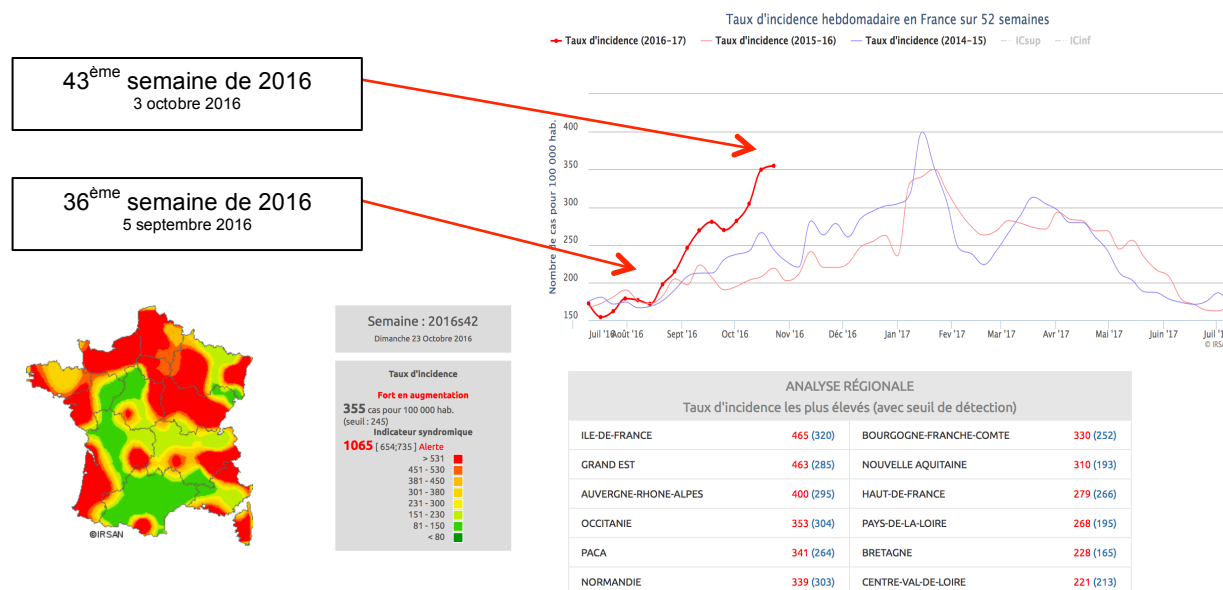 43ème semaine de 2016
3 octobre 2016
36ème semaine de 2016
5 septembre 2016
Taux d'incidence hebdomadaire en France sur 52 semaines
Taux d'incidence (2016-17) Taux d'incidence (2015-16) Taux d'incidence (2014-15) ICsup ICinf
Nombre de cas pour 100 000 hab.
400
350
300
250
200
150
Juil '16 Août '16 Sept '16 Oct '16 Nov '16 Déc '16 Jan '17 Fev '17 Mar '17 Avr '17 Mai '17 Juin '17 Juil '1
© IRSA
©IRSAN
Semaine : 2016s42
Dimanche 23 Octobre 2016
Taux d'Incidence
Fort en augmentation
355 cas pour 100 000 hab.
(seuil : 245)
Indicateur syndromique
1065 [ 654;735 ] Alerte
> 531
451 - 530
381 - 450
301 - 380
231 - 300
151 - 230
81 - 150
< 80
ANALYSE RÉGIONALE
Taux d'incidence les plus élevés (avec seuil de détection)
ILE-DE-FRANCE 465 (320) BOURGOGNE-FRANCHE-COMTE 330 (252)
GRAND EST 463 (285) NOUVELLE AQUITAINE 310 (193)
AUVERGNE-RHONE-ALPES 400 (295) HAUT-DE-FRANCE 279 (266)
OCCITANIE 353 (304) PAYS-DE-LA-LOIRE 268 (195)
PACA 341 (264) BRETAGNE 228 (165)
NORMANDIE 339 (303) CENTRE-VAL-DE-LOIRE 221 (213)